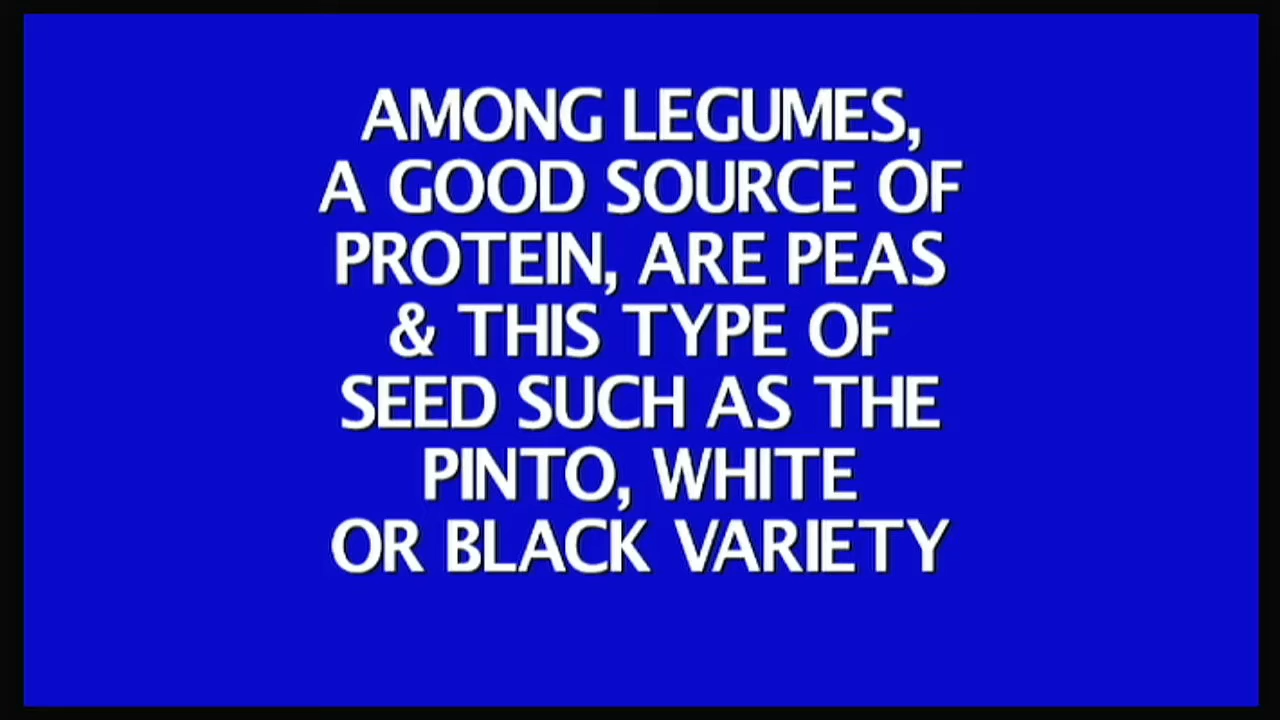 AMONG LEGUMES,
A GOOD SOURCE OF
PROTEIN, ARE PEAS
& THIS TYPE OF
SEED SUCH AS THE
PINTO, WHITE
OR BLACK VARIETY